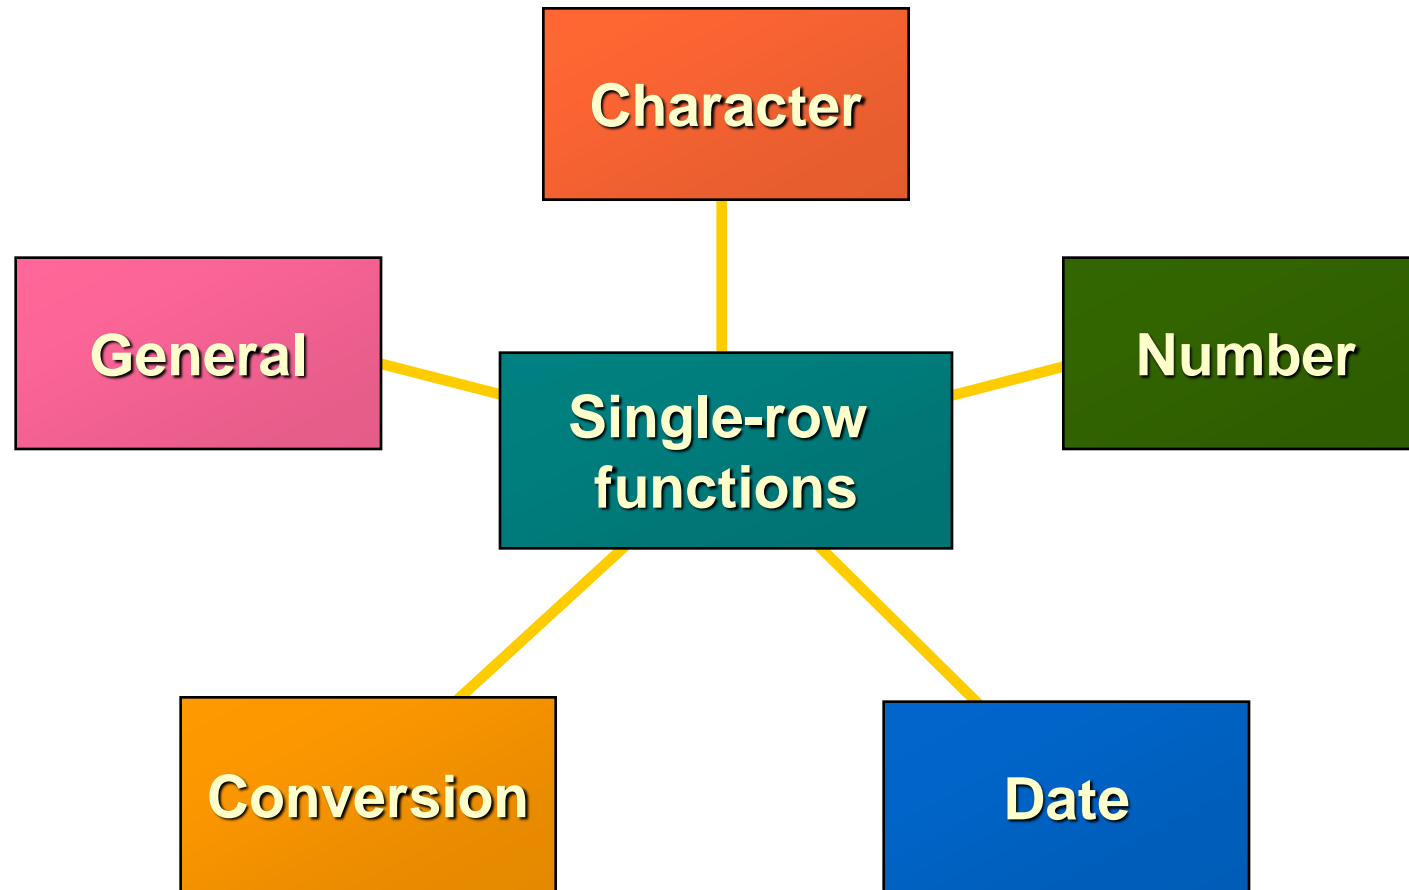 Character
General
Number
Single-row
functions
Conversion
Date